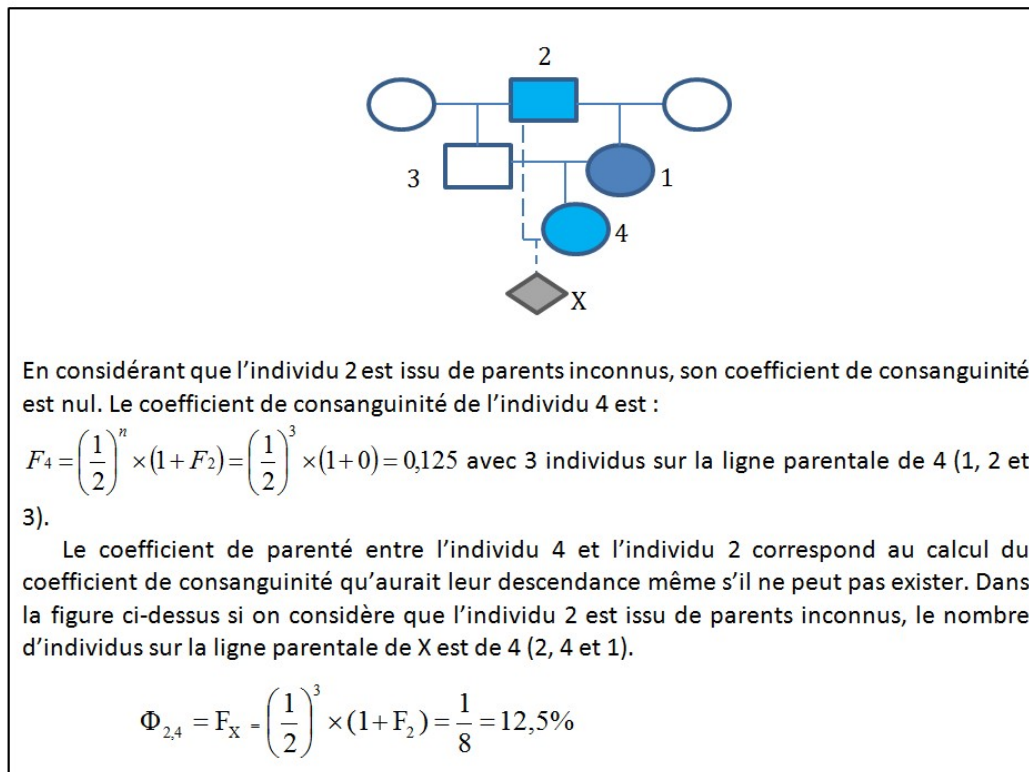 2
3
1
4
X
En considérant que l'individu 2 est issu de parents inconnus, son coefficient de consanguinité
est nul. Le coefficient de consanguinité de l'individu 4 est :
F₄ = (1/2)ⁿ × (1 + F₂) = (1/2)³ × (1 + 0) = 0,125 avec 3 individus sur la ligne parentale de 4 (1, 2 et
3).
Le coefficient de parenté entre l'individu 4 et l'individu 2 correspond au calcul du
coefficient de consanguinité qu'aurait leur descendance même s'il ne peut pas exister. Dans
la figure ci-dessus si on considère que l'individu 2 est issu de parents inconnus, le nombre
d'individus sur la ligne parentale de X est de 4 (2, 4 et 1).
Φ₂,₄ = F_X = (1/2)³ × (1 + F₂) = 1/8 = 12,5%